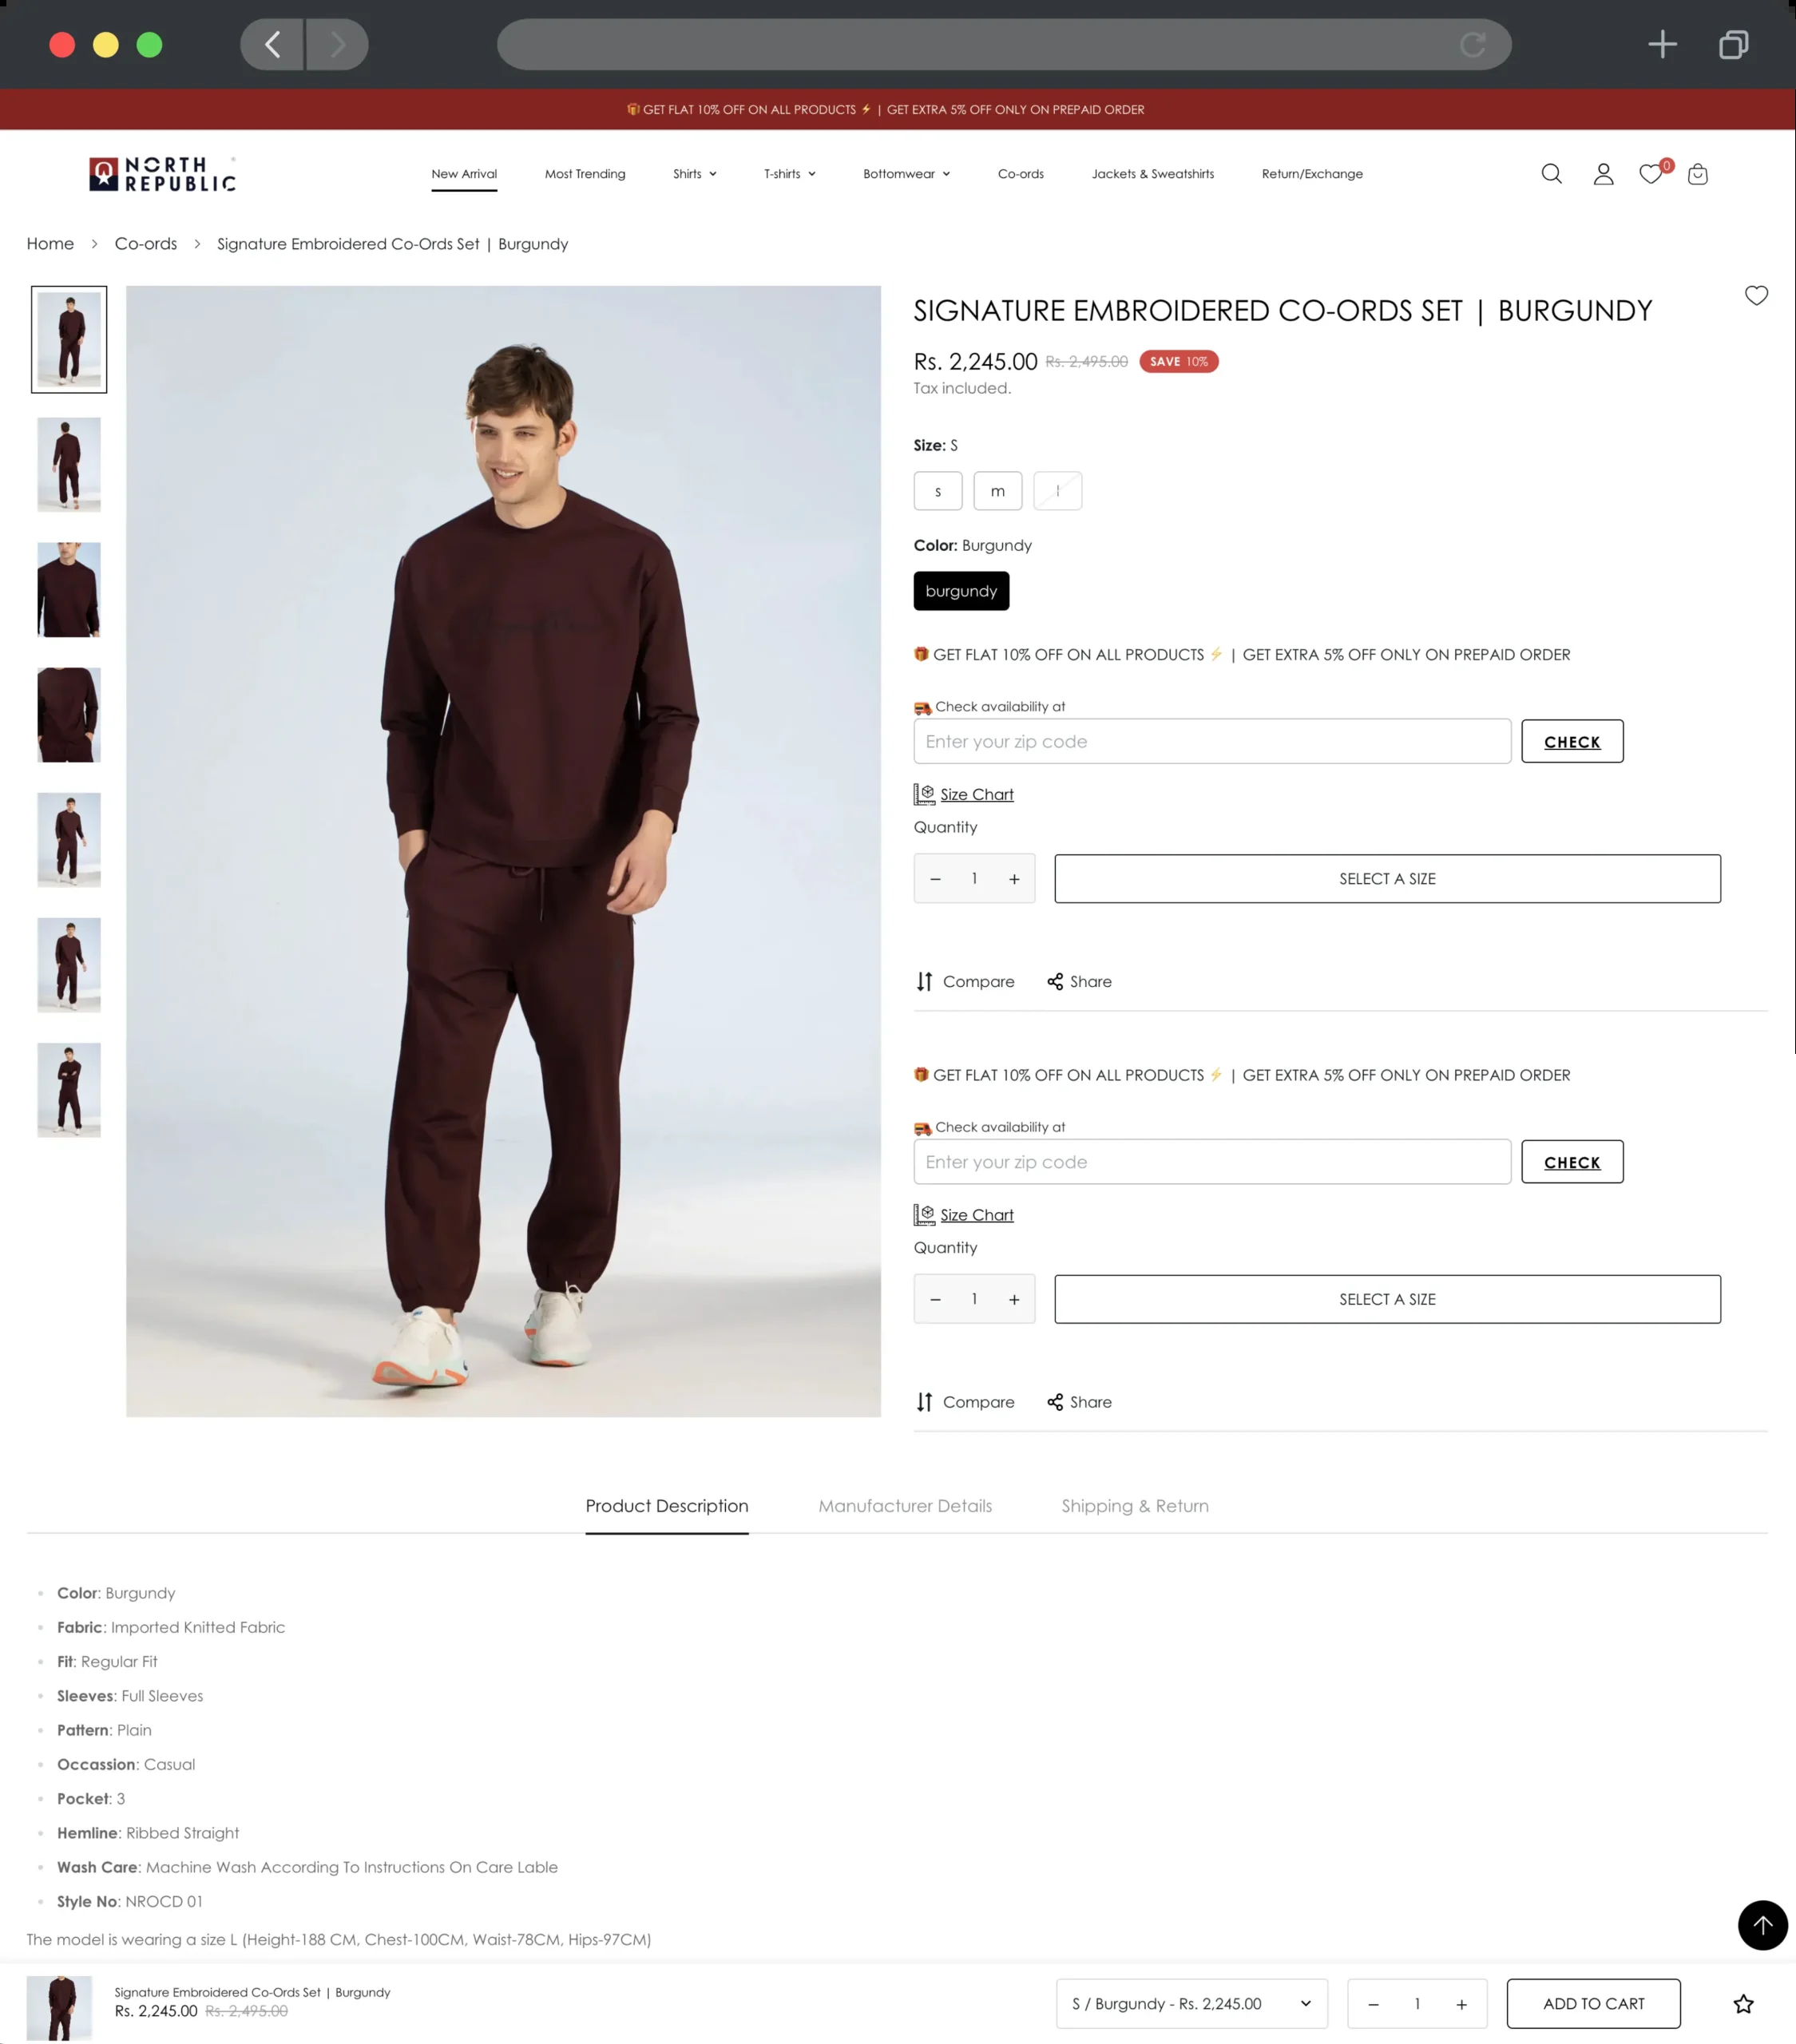 🎁 GET FLAT 10% OFF ON ALL PRODUCTS ⚡ | GET EXTRA 5% OFF ONLY ON PREPAID ORDER
NORTH
REPUBLIC
New Arrival Most Trending Shirts T-shirts Bottomwear Co-ords Jackets & Sweatshirts Return/Exchange 0
Home > Co-ords > Signature Embroidered Co-Ords Set | Burgundy
SIGNATURE EMBROIDERED CO-ORDS SET | BURGUNDY
Rs. 2,245.00 Rs. 2,495.00 SAVE 10%
Tax included.
Size: S
s m l
Color: Burgundy
burgundy
🎁 GET FLAT 10% OFF ON ALL PRODUCTS ⚡ | GET EXTRA 5% OFF ONLY ON PREPAID ORDER
Check availability at
Enter your zip code CHECK
Size Chart
Quantity
− 1 + SELECT A SIZE
Compare Share
🎁 GET FLAT 10% OFF ON ALL PRODUCTS ⚡ | GET EXTRA 5% OFF ONLY ON PREPAID ORDER
Check availability at
Enter your zip code CHECK
Size Chart
Quantity
− 1 + SELECT A SIZE
Compare Share
Product Description Manufacturer Details Shipping & Return
Color: Burgundy
Fabric: Imported Knitted Fabric
Fit: Regular Fit
Sleeves: Full Sleeves
Pattern: Plain
Occassion: Casual
Pocket: 3
Hemline: Ribbed Straight
Wash Care: Machine Wash According To Instructions On Care Lable
Style No: NROCD 01
The model is wearing a size L (Height-188 CM, Chest-100CM, Waist-78CM, Hips-97CM)
Signature Embroidered Co-Ords Set | Burgundy
Rs. 2,245.00 Rs. 2,495.00
S / Burgundy - Rs. 2,245.00 − 1 + ADD TO CART